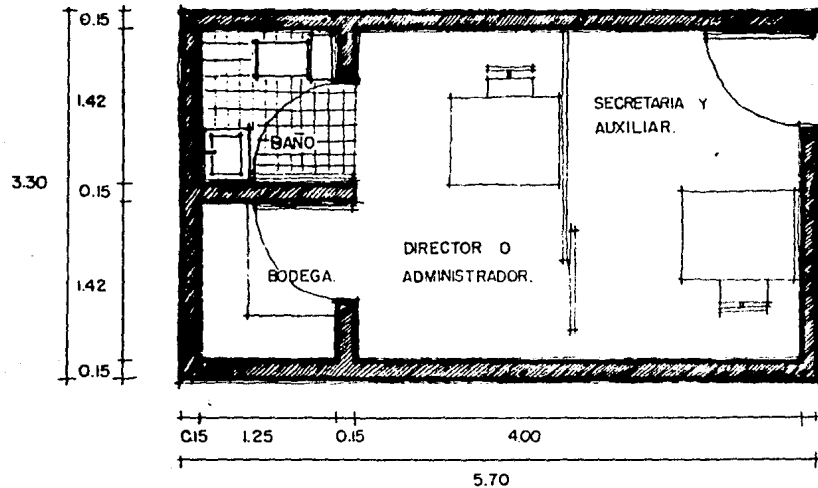 0.15
1.42
3.30
0.15
1.42
0.15
BAÑO
BODEGA.
DIRECTOR O
ADMINISTRADOR.
SECRETARIA Y
AUXILIAR.
0.15 1.25 0.15 4.00
5.70